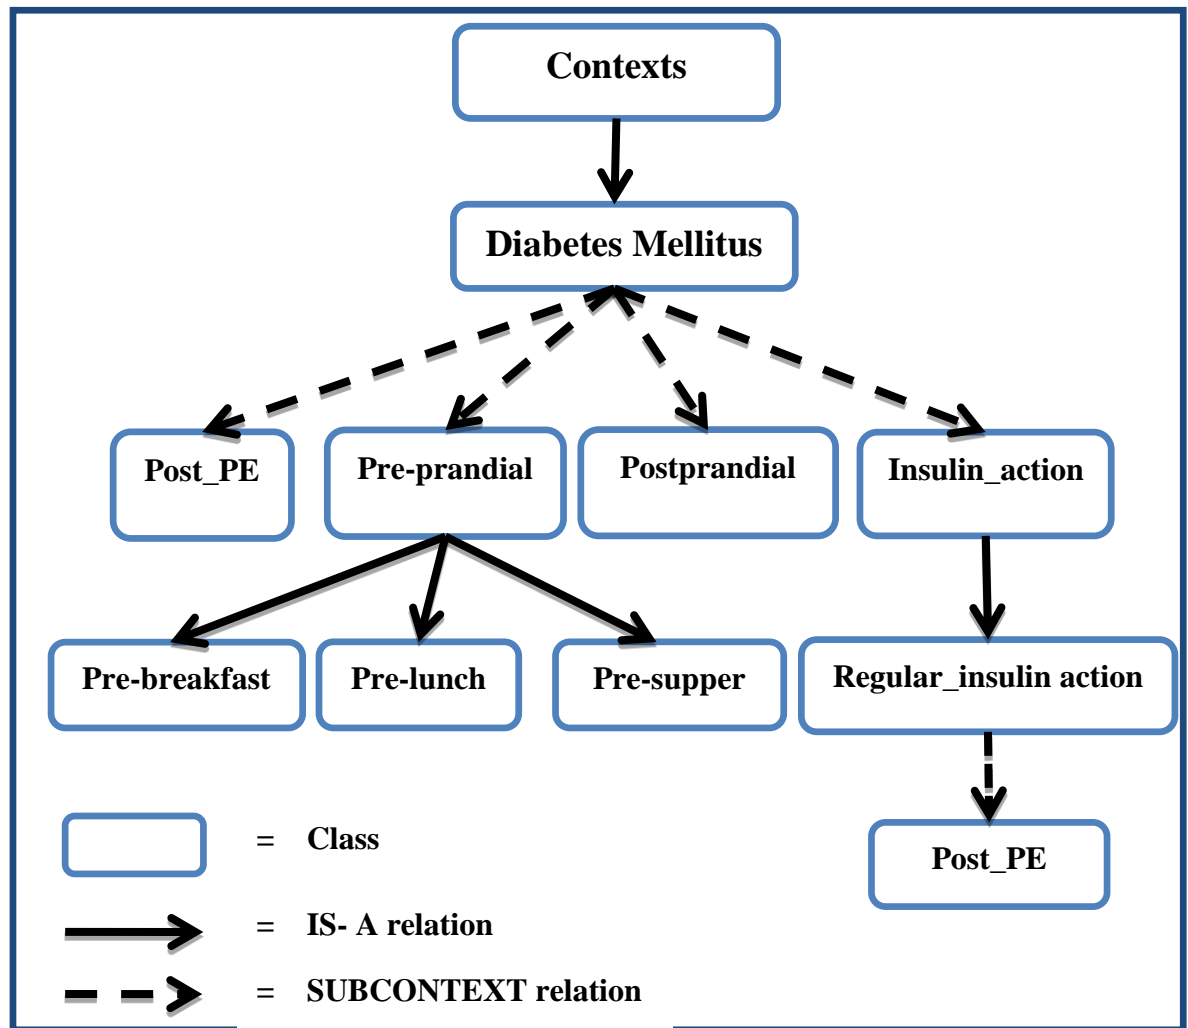 Contexts
Diabetes Mellitus
Post_PE
Pre-prandial
Postprandial
Insulin_action
Pre-breakfast
Pre-lunch
Pre-supper
Regular_insulin action
Post_PE
= Class
= IS- A relation
= SUBCONTEXT relation